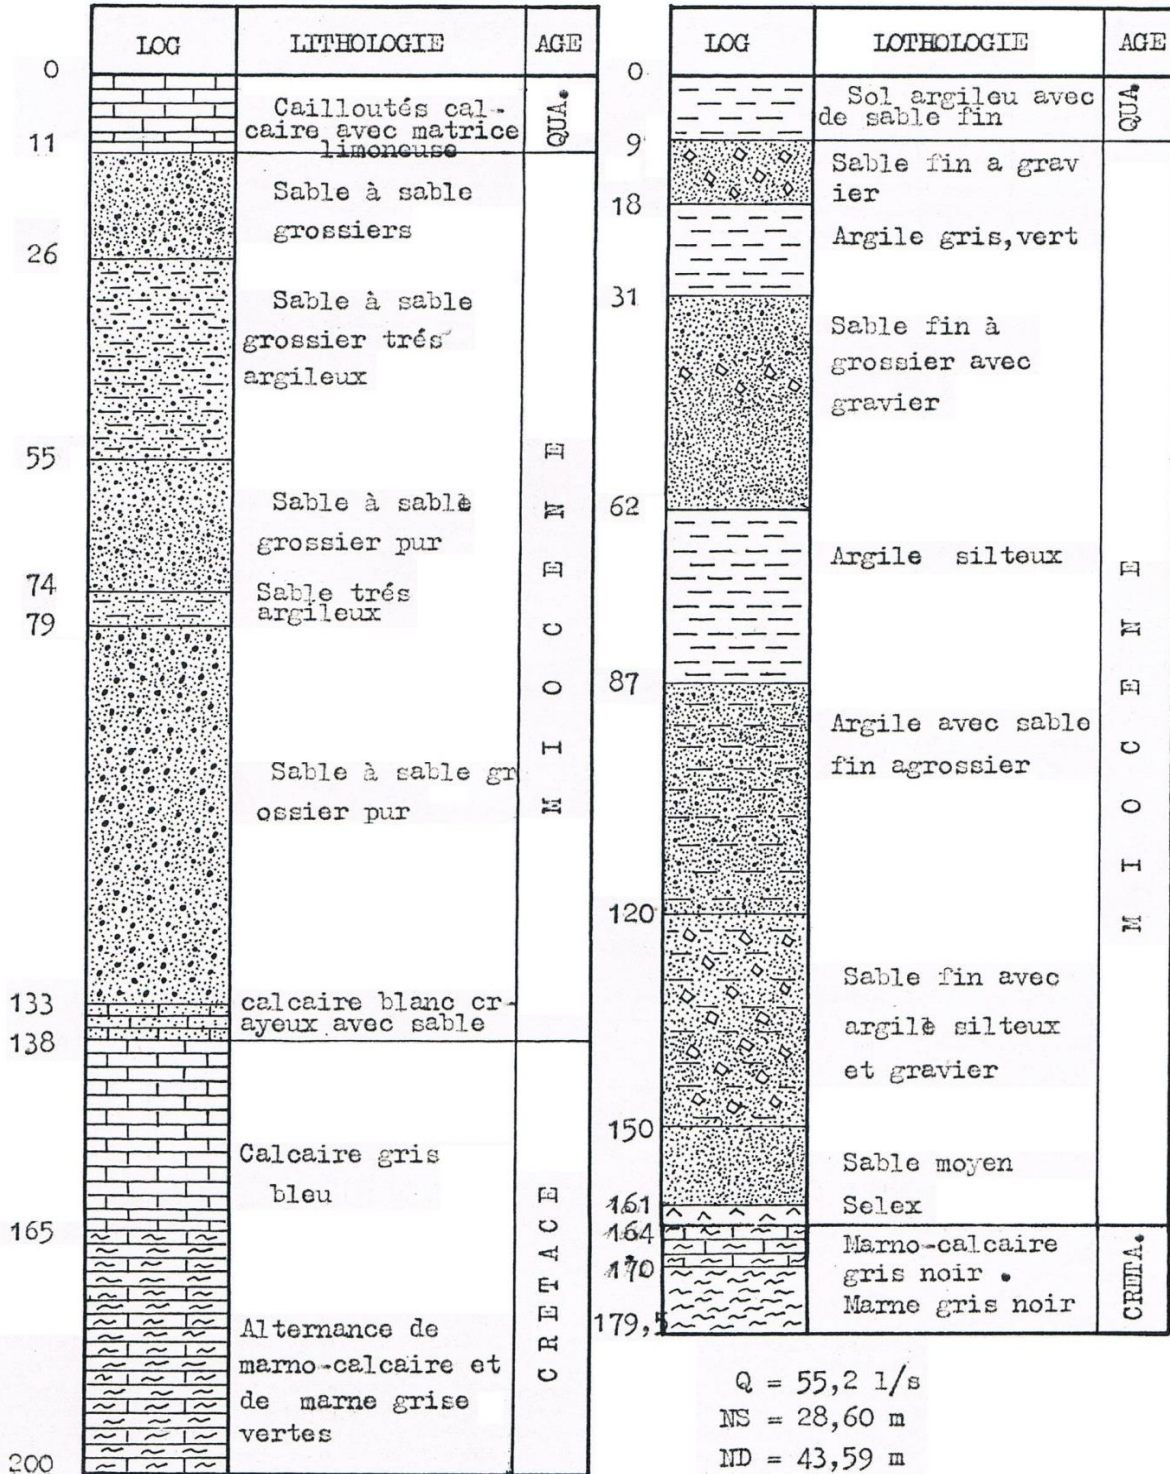 LOG LITHOLOGIE AGE
0
Cailloutés cal-
caire avec matrice
limoneuse
QUA.
11
Sable à sable
grossiers
26
Sable à sable
grossier trés
argileux
55
Sable à sable
grossier pur
74
Sable trés
argileux
79
Sable à sable gr
ossier pur
MIOCENE
133
calcaire blanc cr-
ayeux avec sable
138
Calcaire gris
bleu
165
Alternance de
marno-calcaire et
de marne grise
vertes
CRETACE
200
LOG LOTHOLOGIE AGE
0
Sol argileu avec
de sable fin
QUA.
9
Sable fin a grav
ier
18
Argile gris,vert
31
Sable fin à
grossier avec
gravier
62
Argile silteux
87
Argile avec sable
fin agrossier
120
Sable fin avec
argile silteux
et gravier
150
Sable moyen
161
Selex
MIOCENE
164
Marno-calcaire
gris noir .
170
Marne gris noir
CRETA.
179,5
Q = 55,2 l/s
NS = 28,60 m
ND = 43,59 m